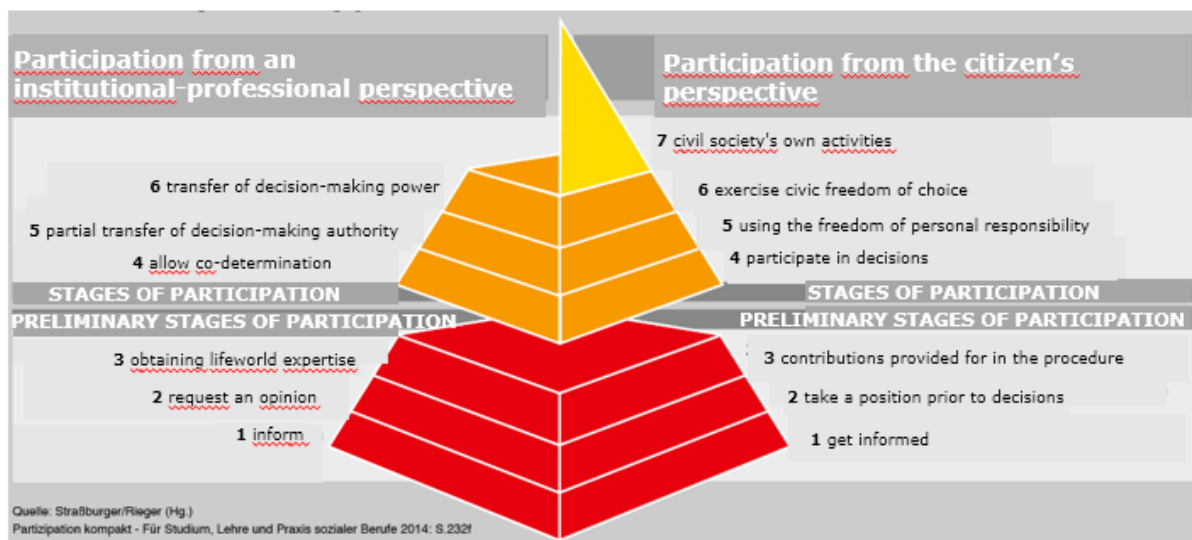 Participation from an
institutional-professional perspective
6 transfer of decision-making power
5 partial transfer of decision-making authority
4 allow co-determination
STAGES OF PARTICIPATION
PRELIMINARY STAGES OF PARTICIPATION
3 obtaining lifeworld expertise
2 request an opinion
1 inform
Participation from the citizen's
perspective
7 civil society's own activities
6 exercise civic freedom of choice
5 using the freedom of personal responsibility
4 participate in decisions
STAGES OF PARTICIPATION
PRELIMINARY STAGES OF PARTICIPATION
3 contributions provided for in the procedure
2 take a position prior to decisions
1 get informed
Quelle: Straßburger/Rieger (Hg.)
Partizipation kompakt - Für Studium, Lehre und Praxis sozialer Berufe 2014: S.232f